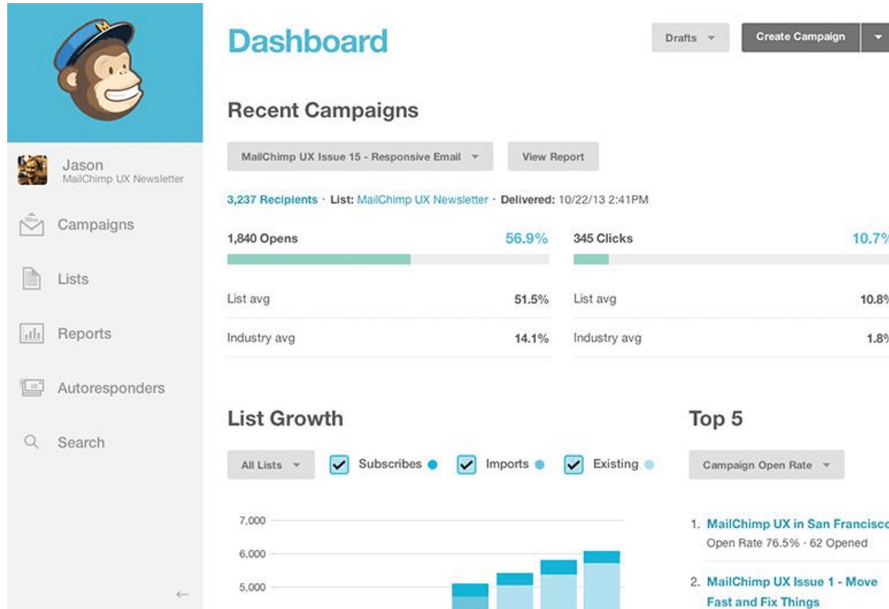 M
Dashboard
Drafts
Create Campaign
Jason
MailChimp UX Newsletter
Campaigns
Lists
Reports
Autoresponders
Search
Recent Campaigns
MailChimp UX Issue 15 - Responsive Email
View Report
3,237 Recipients · List: MailChimp UX Newsletter · Delivered: 10/22/13 2:41PM
1,840 Opens 56.9%
List avg 51.5%
Industry avg 14.1%
345 Clicks 10.7%
List avg 10.8%
Industry avg 1.8%
List Growth
All Lists
Subscribes
Imports
Existing
7,000
6,000
5,000
Top 5
Campaign Open Rate
1. MailChimp UX in San Francisco
Open Rate 76.5% · 62 Opened
2. MailChimp UX Issue 1 - Move
Fast and Fix Things